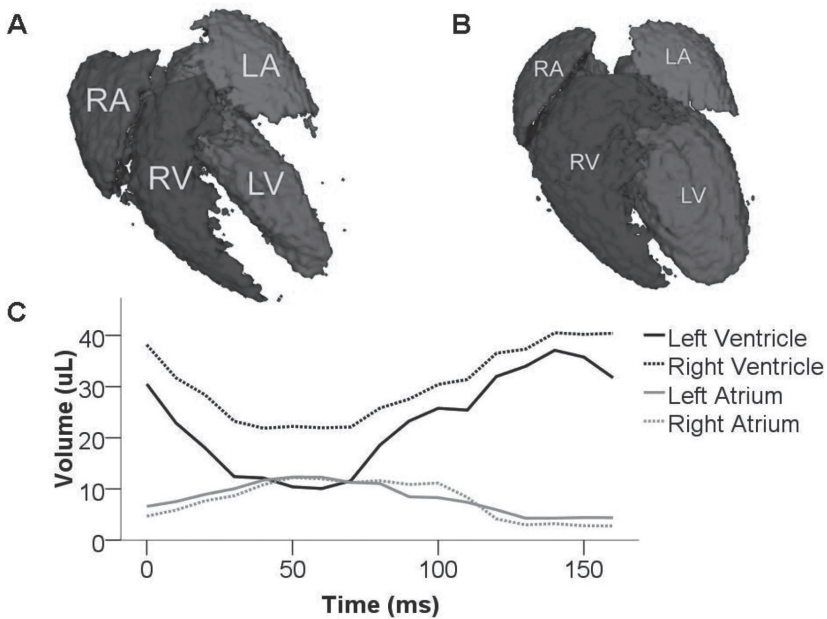 A
B
LA
RA
RV
LV
LA
RA
RV
LV
C
40
30
20
10
0
Volume (uL)
0
50
100
150
Time (ms)
Left Ventricle
Right Ventricle
Left Atrium
Right Atrium